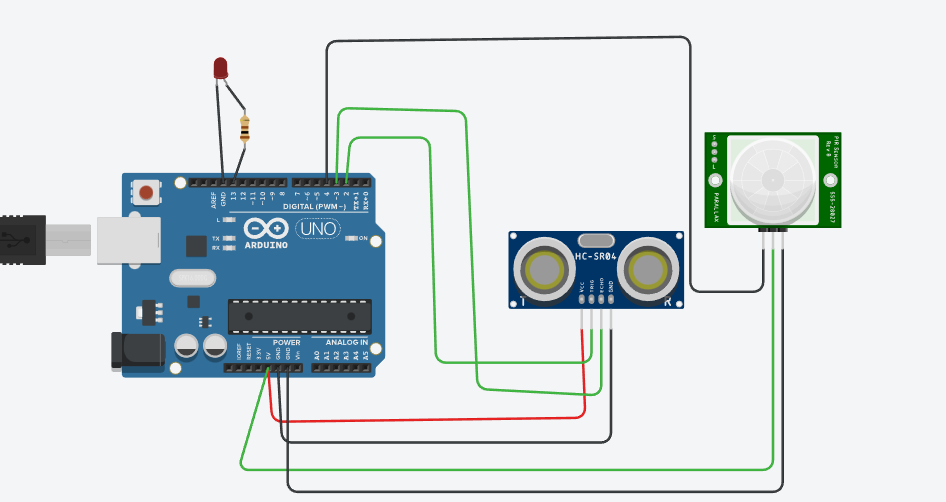 AREF
GND
13
12
~11
~10
~9
8
7
~6
~5
4
~3
2
TX→1
RX←0
DIGITAL (PWM~)
L
TX
RX
ARDUINO
UNO
ON
POWER
ANALOG IN
IOREF
RESET
3.3V
5V
GND
GND
Vin
A0
A1
A2
A3
A4
A5
HC-SR04
VCC
TRIG
ECHO
GND
T
R
PIR SENSOR
Rev B
555-28027
PARALLAX